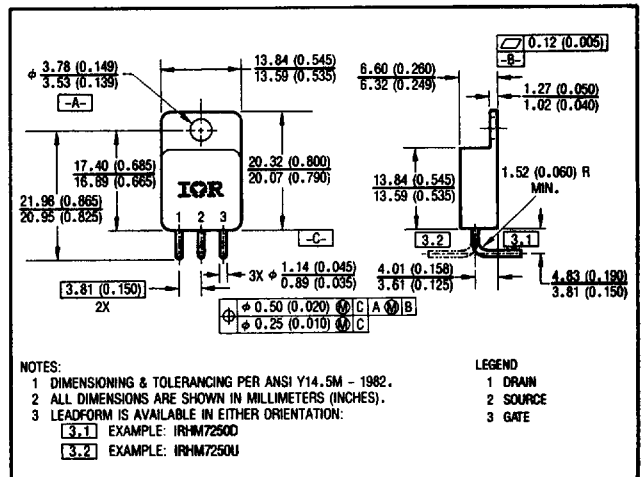 0.12 (0.005)
-B-
13.84 (0.545)
13.59 (0.535)
6.60 (0.260)
6.32 (0.249)
φ 3.78 (0.149)
3.53 (0.139)
-A-
1.27 (0.050)
1.02 (0.040)
17.40 (0.685)
16.89 (0.665)
20.32 (0.800)
20.07 (0.790)
IOR
13.84 (0.545)
13.59 (0.535)
1.52 (0.060) R
MIN.
21.98 (0.865)
20.95 (0.825)
1 2 3
-C-
3.2
3.1
3X φ 1.14 (0.045)
0.89 (0.035)
4.01 (0.158)
3.61 (0.125)
4.83 (0.190)
3.81 (0.150)
3.81 (0.150)
2X
φ 0.50 (0.020) Ⓜ C A Ⓜ B
φ 0.25 (0.010) Ⓜ C
NOTES:
1 DIMENSIONING & TOLERANCING PER ANSI Y14.5M - 1982.
2 ALL DIMENSIONS ARE SHOWN IN MILLIMETERS (INCHES).
3 LEADFORM IS AVAILABLE IN EITHER ORIENTATION:
3.1 EXAMPLE: IRHM7250D
3.2 EXAMPLE: IRHM7250U
LEGEND
1 DRAIN
2 SOURCE
3 GATE